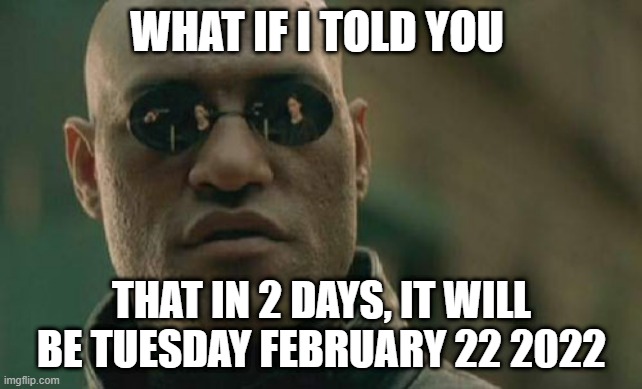 WHAT IF I TOLD YOU
THAT IN 2 DAYS, IT WILL
BE TUESDAY FEBRUARY 22 2022
imgflip.com